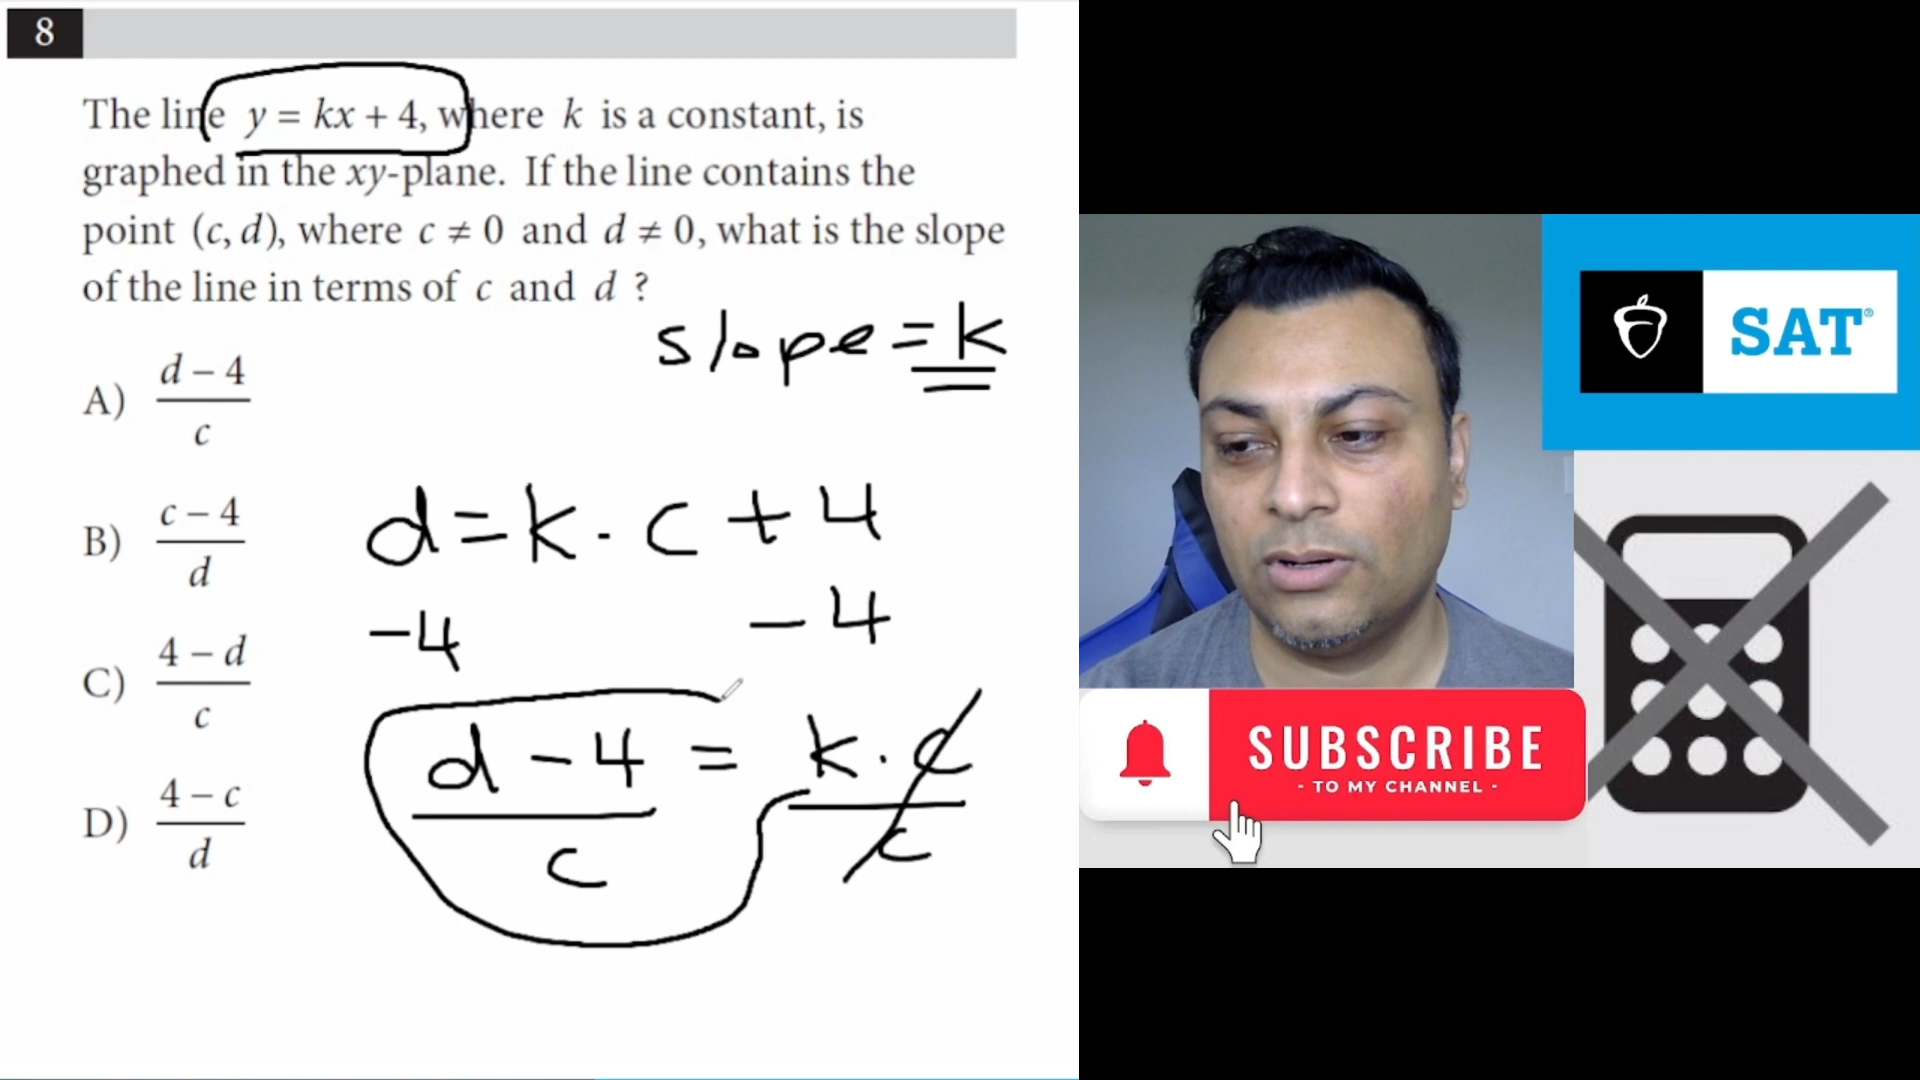 8
The line y = kx + 4, where k is a constant, is
graphed in the xy-plane. If the line contains the
point (c, d), where c ≠ 0 and d ≠ 0, what is the slope
of the line in terms of c and d ?
slope = k
A) d − 4
c
B) c − 4
d
C) 4 − d
c
D) 4 − c
d
d = k · c + 4
−4 − 4
d − 4 = k · c
c c
SAT®
SUBSCRIBE
- TO MY CHANNEL -